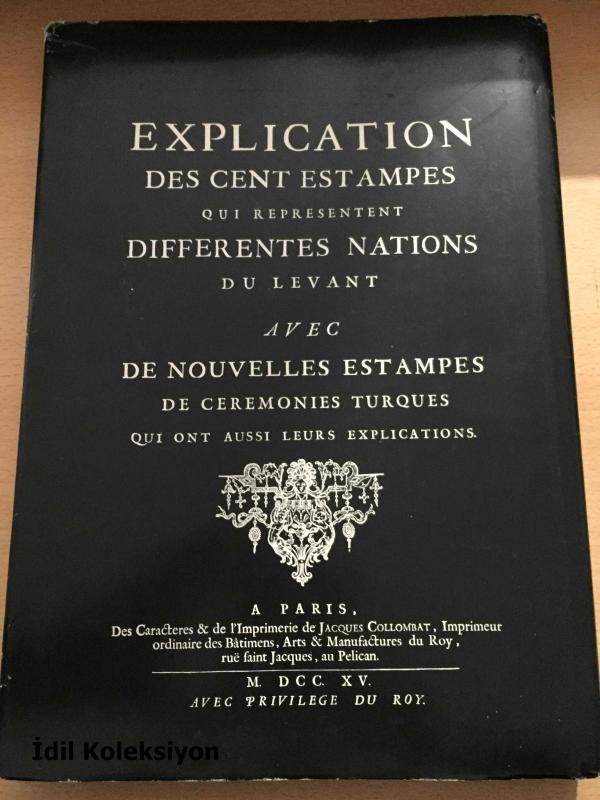 EXPLICATION
DES CENT ESTAMPES
QUI REPRESENTENT
DIFFERENTES NATIONS
DU LEVANT
AVEC
DE NOUVELLES ESTAMPES
DE CEREMONIES TURQUES
QUI ONT AUSSI LEURS EXPLICATIONS.
A PARIS,
Des Caracteres & de l'Imprimerie de JACQUES COLLOMBAT, Imprimeur
ordinaire des Bâtimens, Arts & Manufactures du Roy,
ruë saint Jacques, au Pelican.
M. DCC. XV.
AVEC PRIVILEGE DU ROY.
İdil Koleksiyon